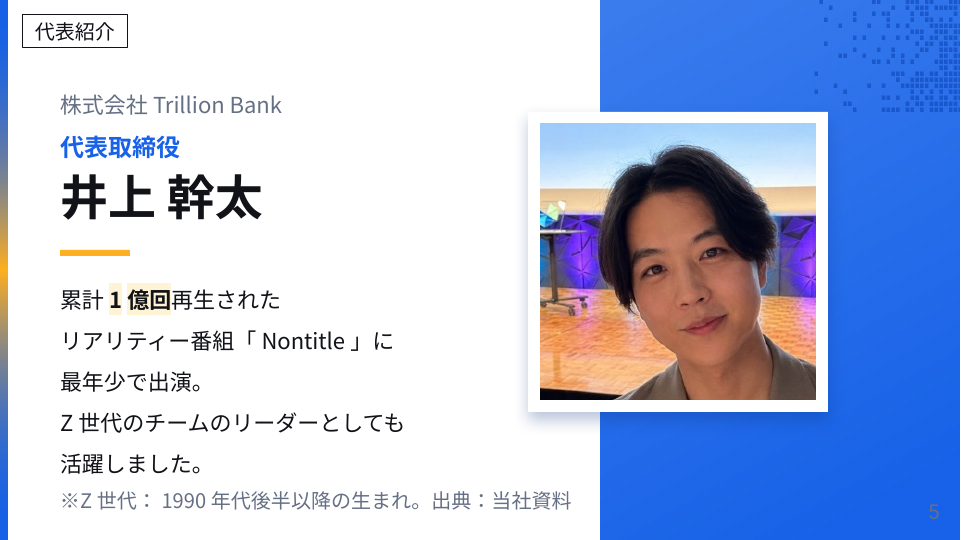 代表紹介
株式会社 Trillion Bank
代表取締役
井上 幹太
累計 1 億回再生された
リアリティー番組「 Nontitle 」に
最年少で出演。
Z 世代のチームのリーダーとしても
活躍しました。
※Z 世代： 1990 年代後半以降の生まれ。出典：当社資料
5